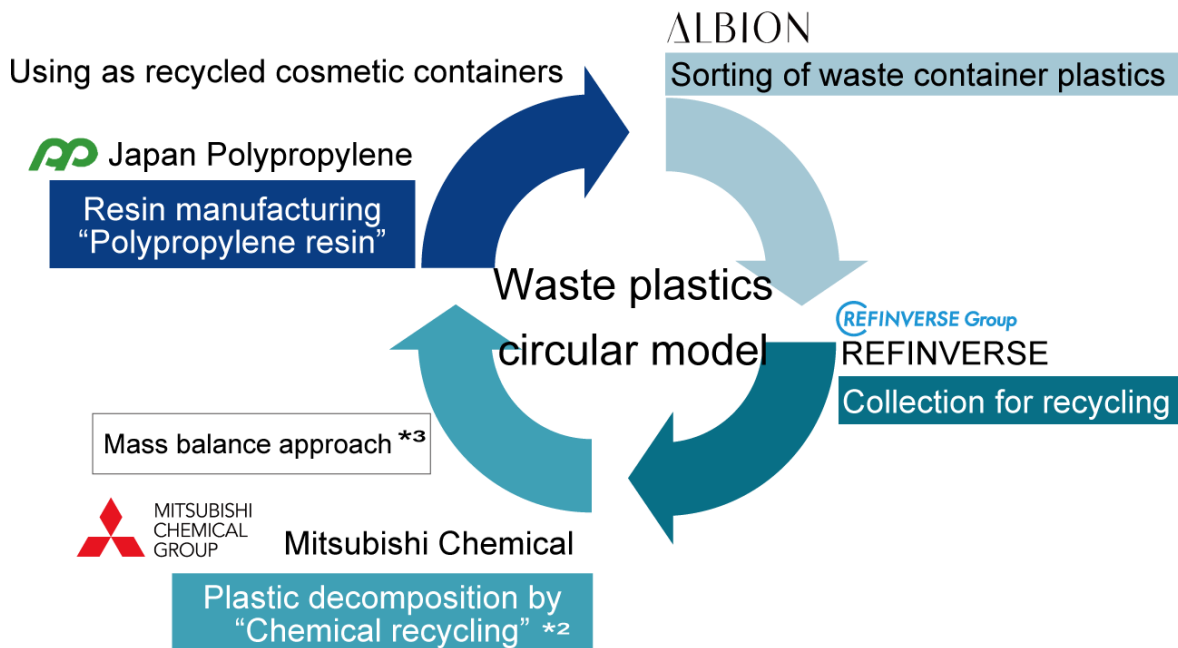 ALBION
Sorting of waste container plastics
Using as recycled cosmetic containers
Japan Polypropylene
Resin manufacturing
“Polypropylene resin”
Waste plastics
circular model
REFINVERSE Group
REFINVERSE
Collection for recycling
Mass balance approach *3
MITSUBISHI
CHEMICAL
GROUP
Mitsubishi Chemical
Plastic decomposition by
“Chemical recycling” *2